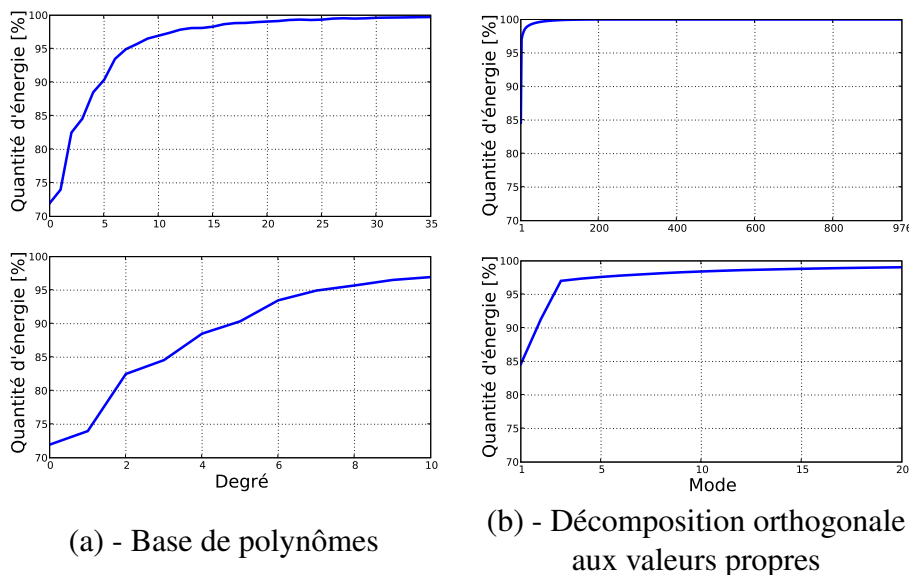 Quantité d'énergie [%]
100
95
90
85
80
75
70
0 5 10 15 20 25 30 35
Quantité d'énergie [%]
100
95
90
85
80
75
70
1 200 400 600 800 976
Quantité d'énergie [%]
100
95
90
85
80
75
70
0 2 4 6 8 10
Degré
Quantité d'énergie [%]
100
95
90
85
80
75
70
1 5 10 15 20
Mode
(a) - Base de polynômes
(b) - Décomposition orthogonale
aux valeurs propres